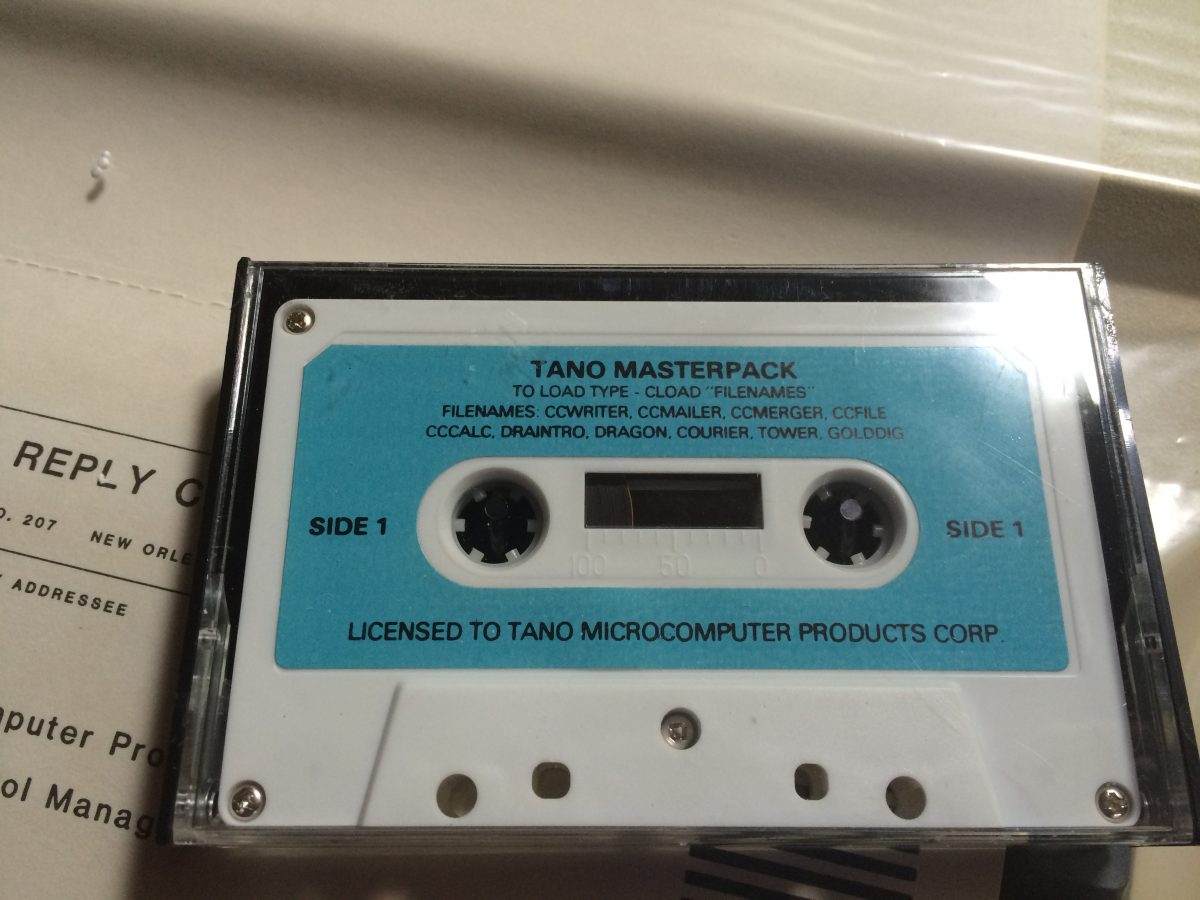 TANO MASTERPACK
TO LOAD TYPE - CLOAD "FILENAMES"
FILENAMES: CCWRITER, CCMAILER, CCMERGER, CCFILE
CCCALC, DRAINTRO, DRAGON, COURIER, TOWER, GOLDDIG
SIDE 1 SIDE 1
100 50 0
LICENSED TO TANO MICROCOMPUTER PRODUCTS CORP.
REPLY C
O. 207 NEW ORLE
ADDRESSEE
mputer Pro
ol Manag